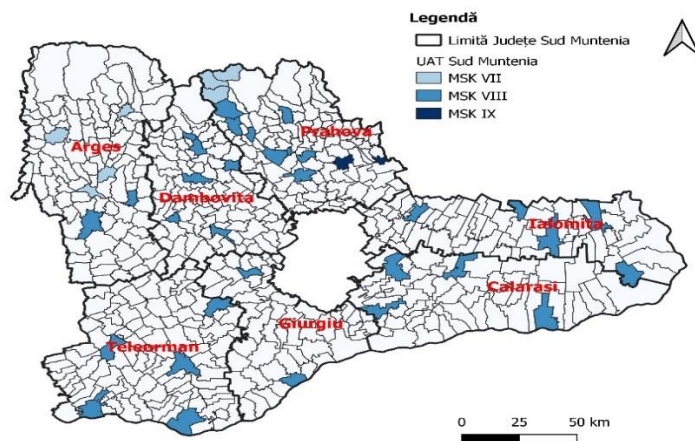 Legendă
Limită Județe Sud Muntenia
UAT Sud Muntenia
MSK VII
MSK VIII
MSK IX
Prahova
Arges
Dambovita
Ialomita
Calarasi
Giurgiu
Teleorman
0 25 50 km